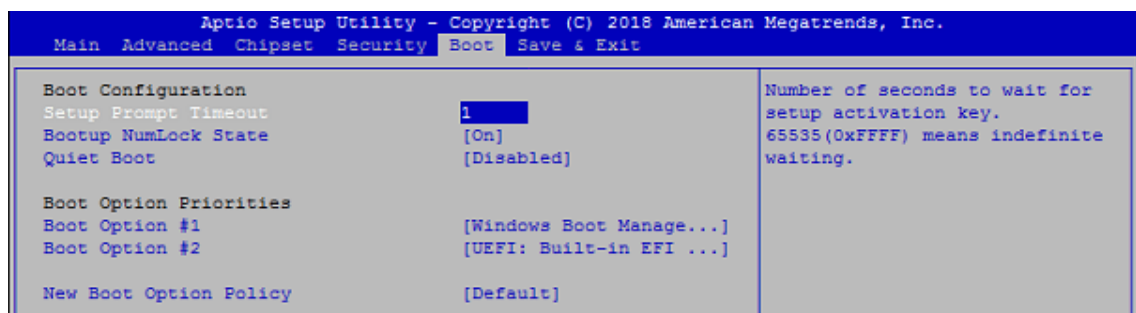 Aptio Setup Utility - Copyright (C) 2018 American Megatrends, Inc.
Main Advanced Chipset Security Boot Save & Exit
Boot Configuration
Setup Prompt Timeout 1
Bootup NumLock State [On]
Quiet Boot [Disabled]
Boot Option Priorities
Boot Option #1 [Windows Boot Manage...]
Boot Option #2 [UEFI: Built-in EFI ...]
New Boot Option Policy [Default]
Number of seconds to wait for
setup activation key.
65535(0xFFFF) means indefinite
waiting.